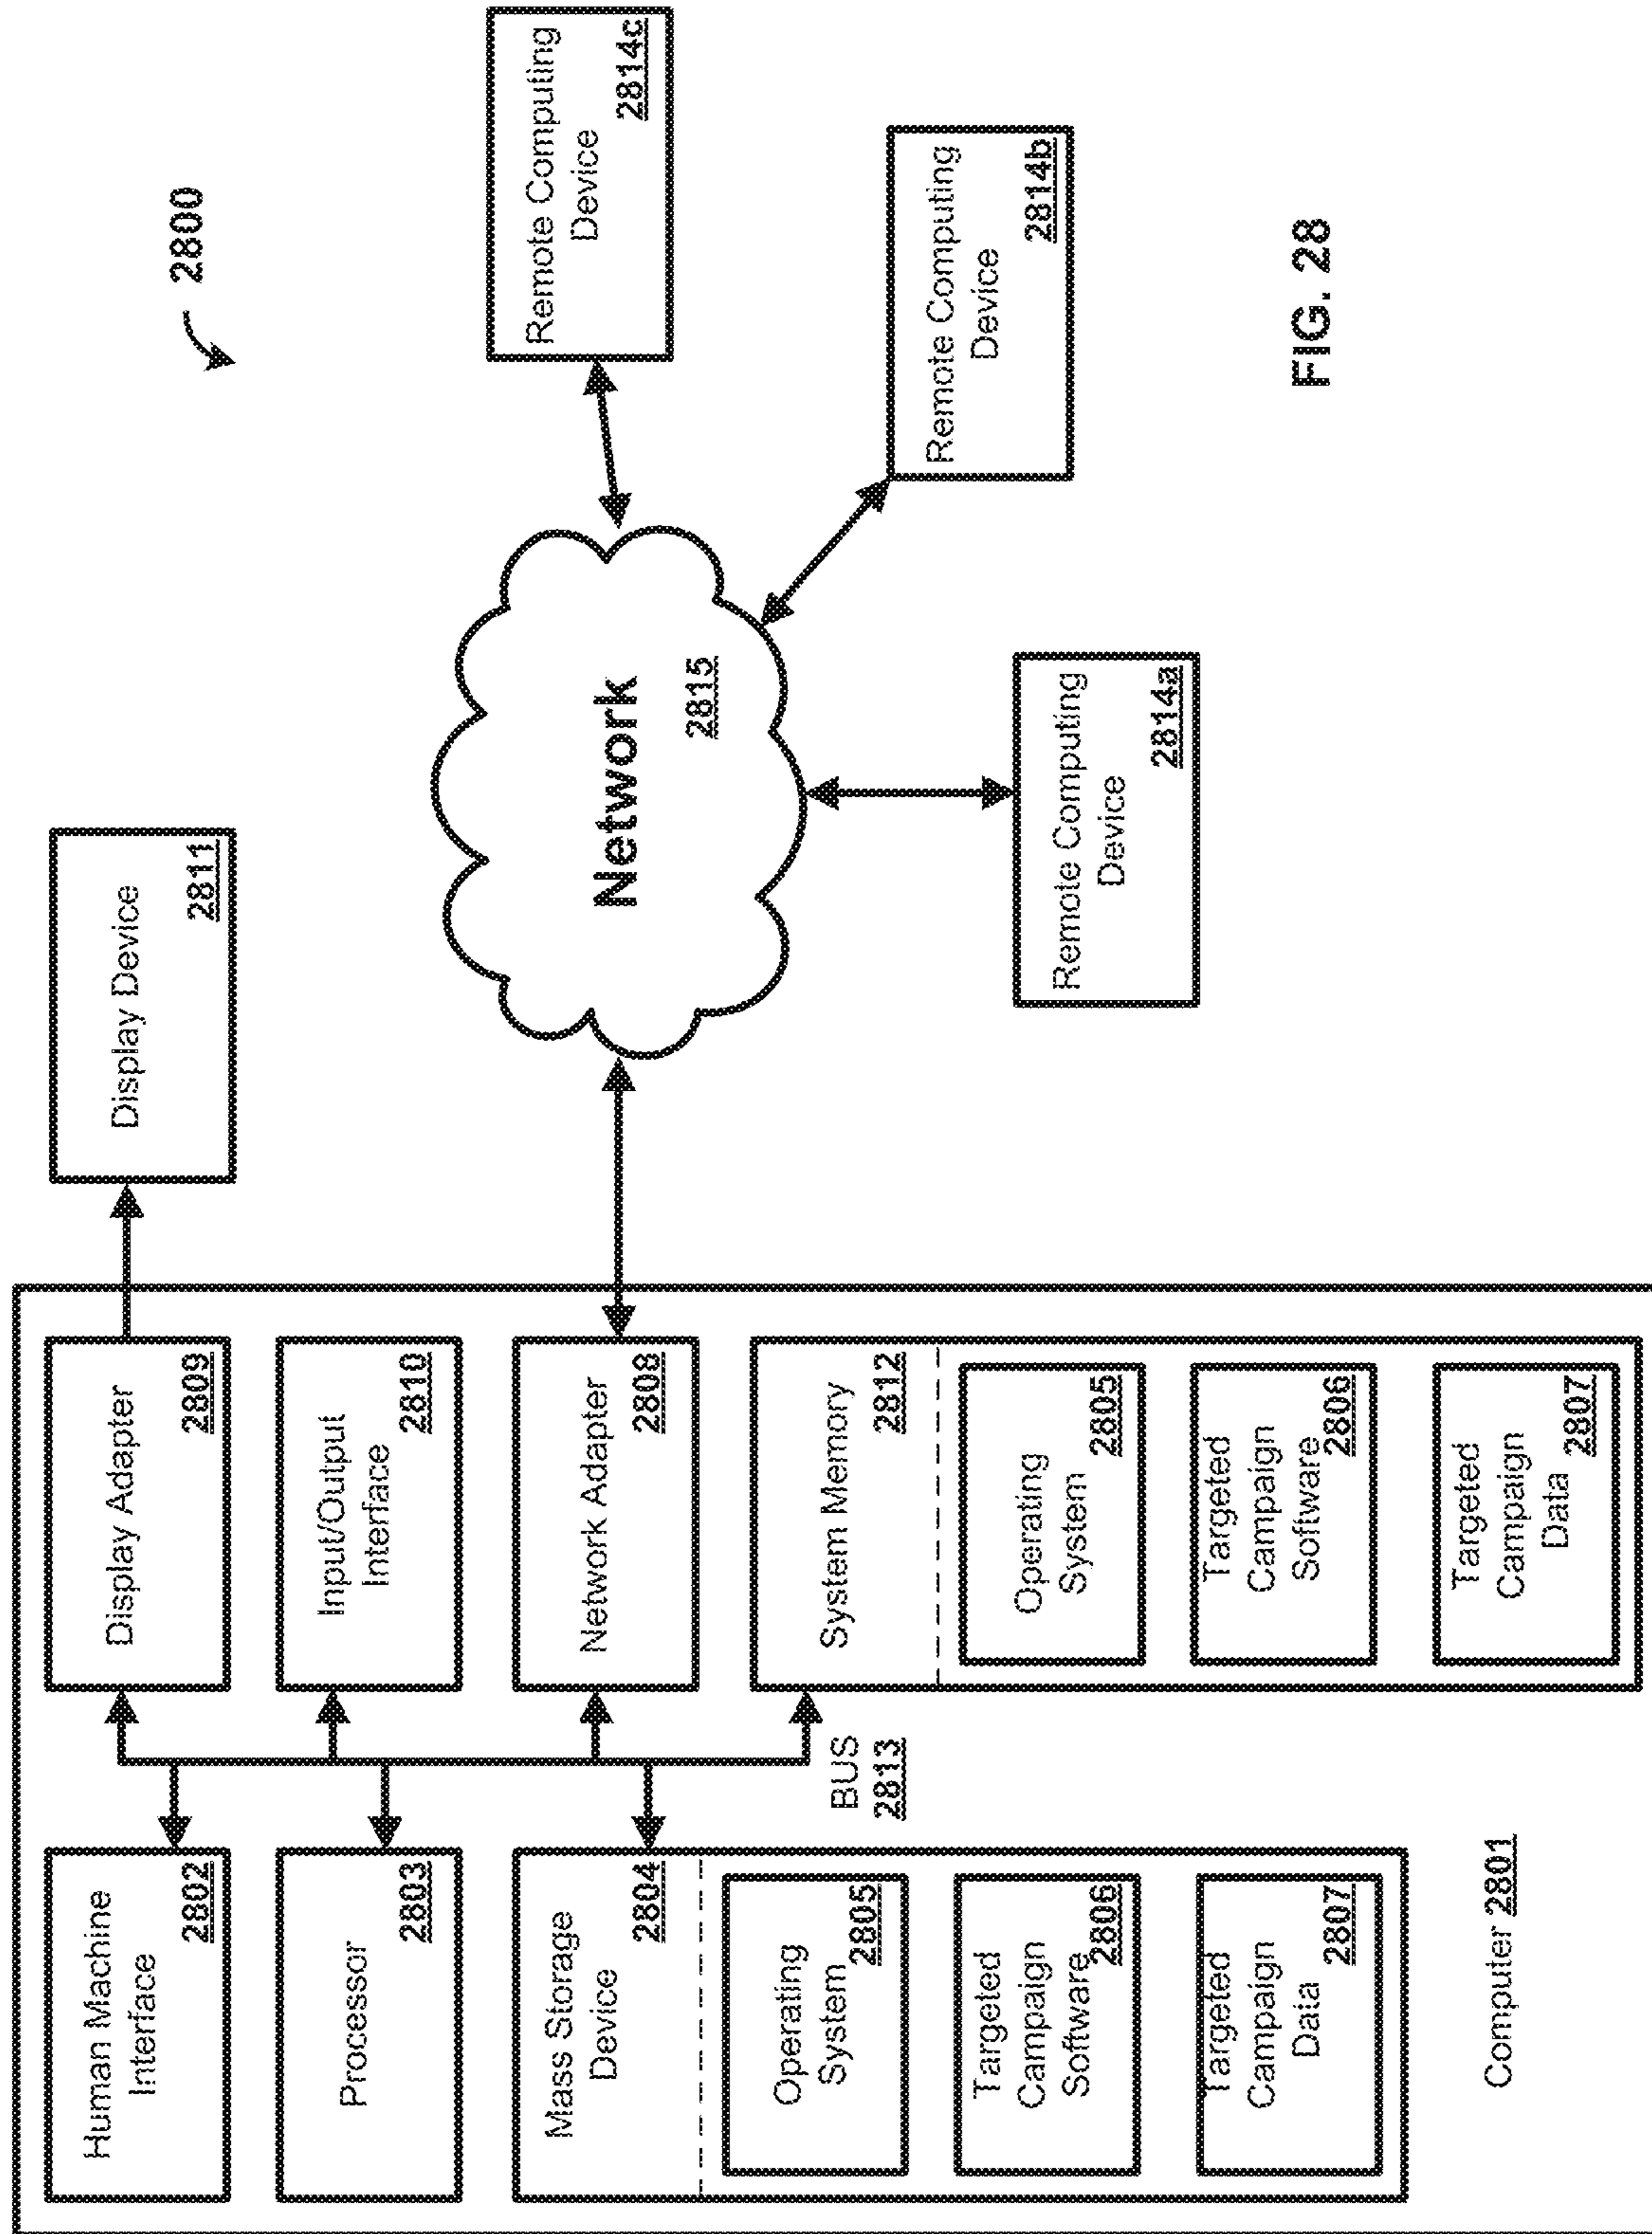 2800
Human Machine
Interface
2802
Processor
2803
Mass Storage
Device
2804
Operating
System
2805
Targeted
Campaign
Software
2806
Targeted
Campaign
Data
2807
Computer 2801
BUS
2813
Display Adapter
2809
Input/Output
Interface
2810
Network Adapter
2808
System Memory
2812
Operating
System
2805
Targeted
Campaign
Software
2806
Targeted
Campaign
Data
2807
Display Device
2811
Network
2815
Remote Computing
Device
2814a
Remote Computing
Device
2814b
Remote Computing
Device
2814c
FIG. 28